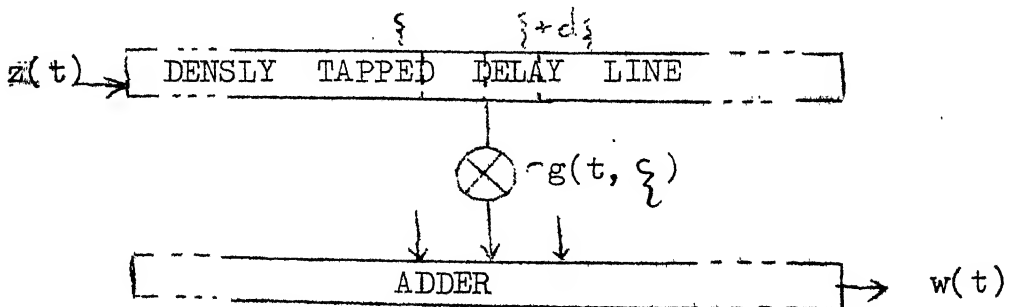 ξ ξ+dξ
z(t) DENSLY TAPPED DELAY LINE
g(t, ξ)
ADDER w(t)